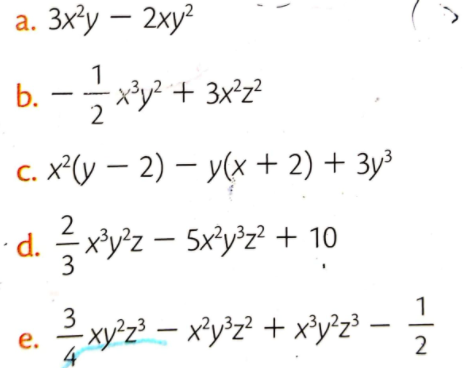 a. 3x²y − 2xy²
b. − 1/2 x³y² + 3x²z²
c. x²(y − 2) − y(x + 2) + 3y³
d. 2/3 x³y²z − 5x²y³z² + 10
e. 3/4 xy²z³ − x²y³z² + x³y²z³ − 1/2